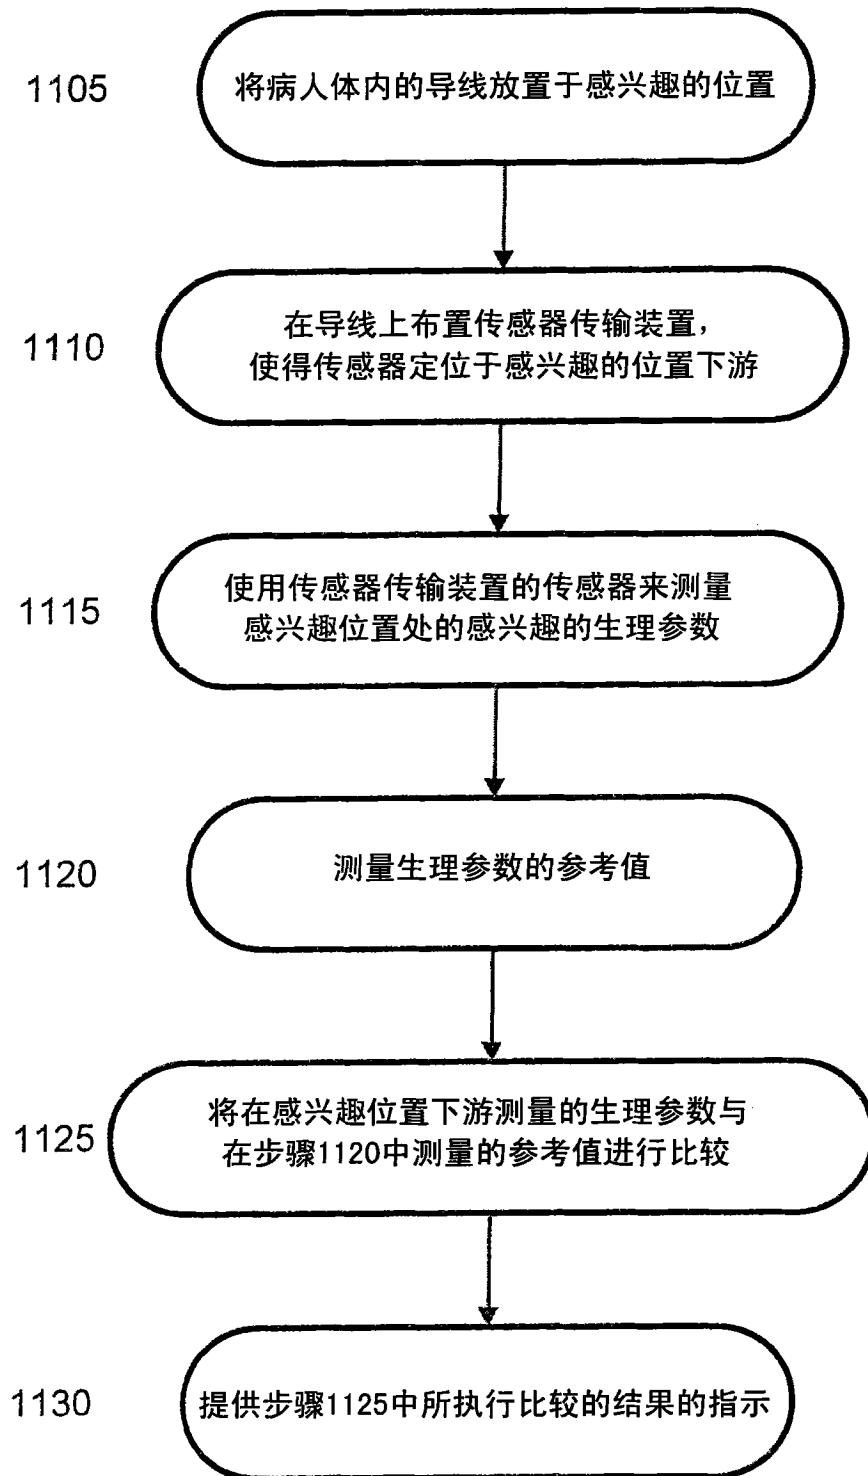 1105
将病人体内的导线放置于感兴趣的位置
1110
在导线上布置传感器传输装置，
使得传感器定位于感兴趣的位置下游
1115
使用传感器传输装置的传感器来测量
感兴趣位置处的感兴趣的生理参数
1120
测量生理参数的参考值
1125
将在感兴趣位置下游测量的生理参数与
在步骤1120中测量的参考值进行比较
1130
提供步骤1125中所执行比较的结果的指示